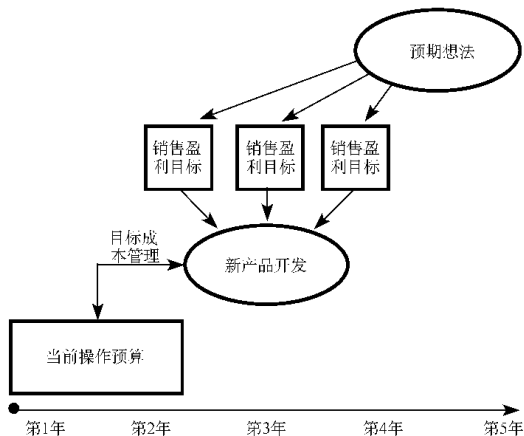 预期想法
销售盈
利目标
销售盈
利目标
销售盈
利目标
目标成
本管理
新产品开发
当前操作预算
第1年
第2年
第3年
第4年
第5年